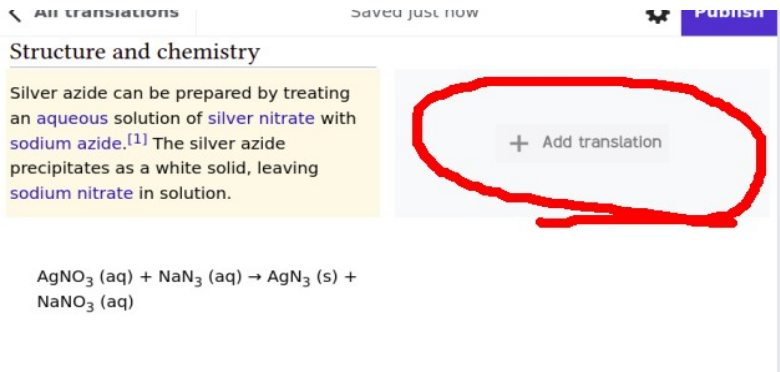 All translations Saved just now Publish
Structure and chemistry
Silver azide can be prepared by treating
an aqueous solution of silver nitrate with
sodium azide.[1] The silver azide
precipitates as a white solid, leaving
sodium nitrate in solution.
+ Add translation
AgNO₃ (aq) + NaN₃ (aq) → AgN₃ (s) +
NaNO₃ (aq)